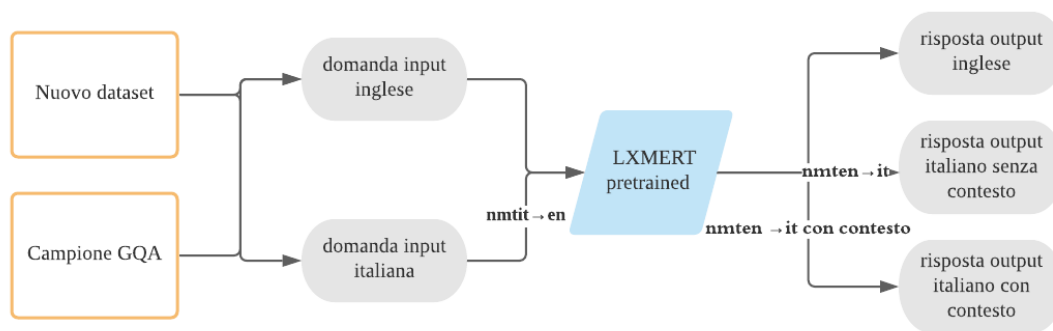 Nuovo dataset
Campione GQA
domanda input
inglese
domanda input
italiana
nmtit→en
LXMERT
pretrained
nmten→it
nmten →it con contesto
risposta output
inglese
risposta output
italiano senza
contesto
risposta output
italiano con
contesto